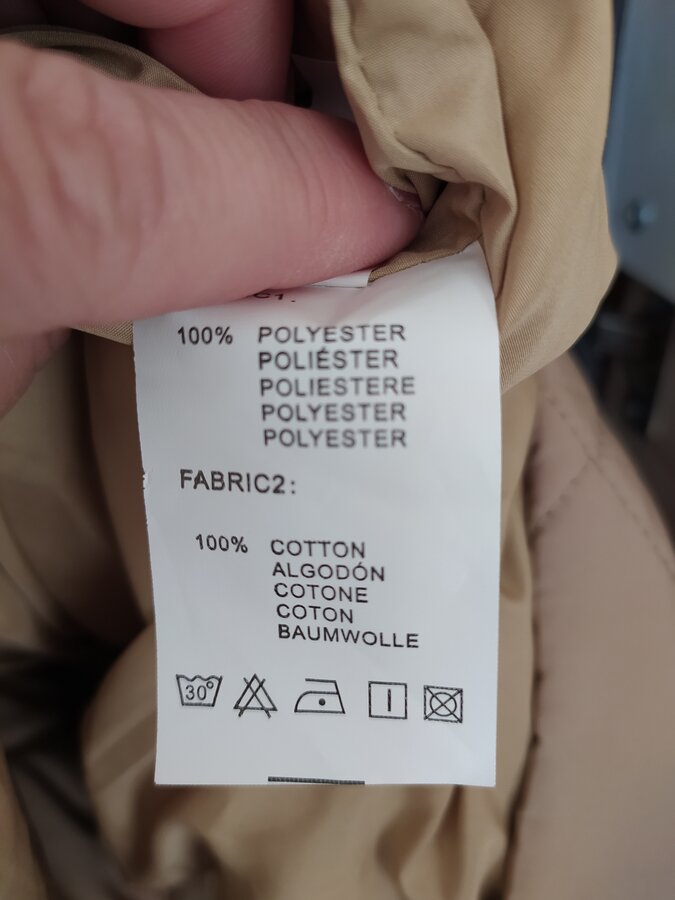 100% POLYESTER
POLIÉSTER
POLIESTERE
POLYESTER
POLYESTER
FABRIC2:
100% COTTON
ALGODÓN
COTONE
COTON
BAUMWOLLE
30°